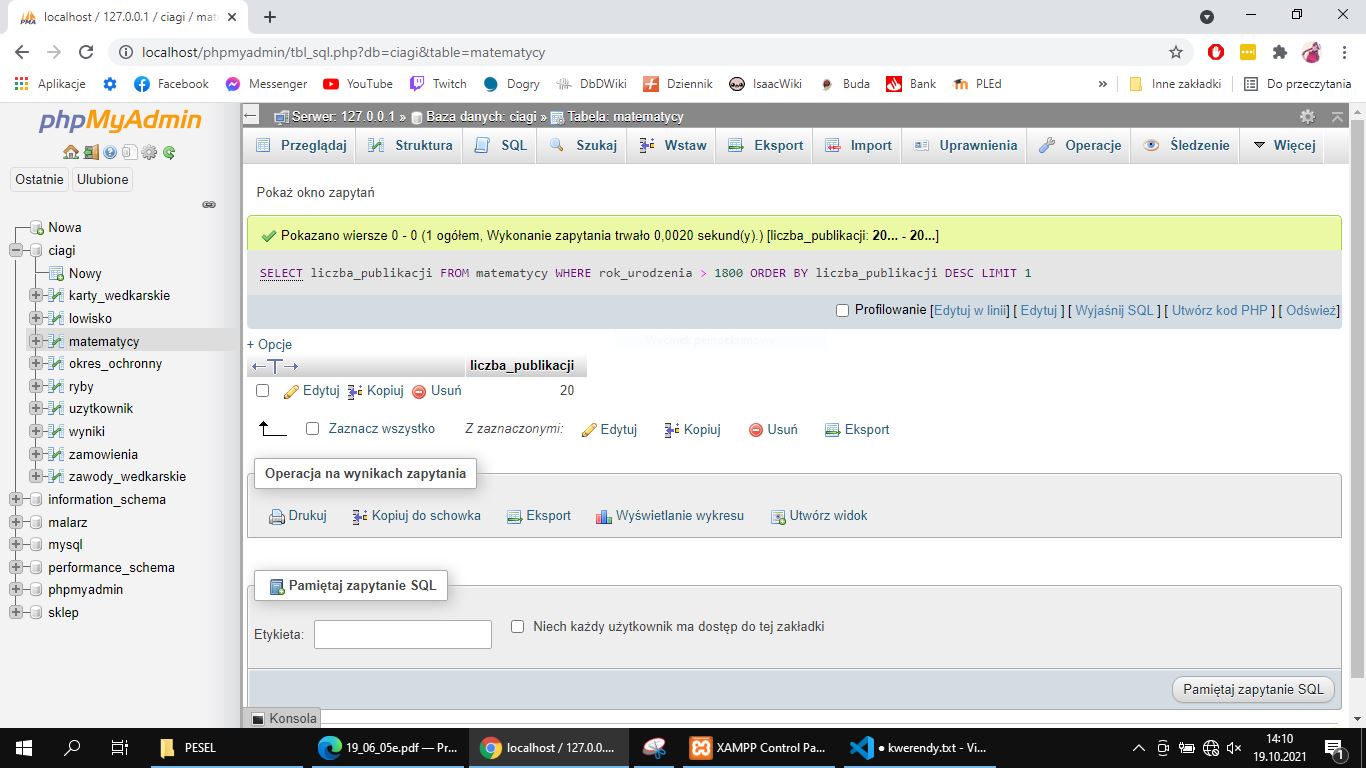 localhost / 127.0.0.1 / ciagi / mat
localhost/phpmyadmin/tbl_sql.php?db=ciagi&table=matematycy
Aplikacje Facebook Messenger YouTube Twitch Dogry DbDWiki Dziennik IsaacWiki Buda Bank PLEd » Inne zakładki Do przeczytania
phpMyAdmin
Ostatnie Ulubione
Nowa
ciagi
Nowy
karty_wedkarskie
lowisko
matematycy
okres_ochronny
ryby
uzytkownik
wyniki
zamowienia
zawody_wedkarskie
information_schema
malarz
mysql
performance_schema
phpmyadmin
sklep
Serwer: 127.0.0.1 » Baza danych: ciagi » Tabela: matematycy
Przeglądaj Struktura SQL Szukaj Wstaw Eksport Import Uprawnienia Operacje Śledzenie Więcej
Pokaż okno zapytań
Pokazano wiersze 0 - 0 (1 ogółem, Wykonanie zapytania trwało 0,0020 sekund(y).) [liczba_publikacji: 20... - 20...]
SELECT liczba_publikacji FROM matematycy WHERE rok_urodzenia > 1800 ORDER BY liczba_publikacji DESC LIMIT 1
Profilowanie [Edytuj w linii] [ Edytuj ] [ Wyjaśnij SQL ] [ Utwórz kod PHP ] [ Odśwież]
+ Opcje
liczba_publikacji
Edytuj Kopiuj Usuń 20
Zaznacz wszystko Z zaznaczonymi: Edytuj Kopiuj Usuń Eksport
Operacja na wynikach zapytania
Drukuj Kopiuj do schowka Eksport Wyświetlanie wykresu Utwórz widok
Pamiętaj zapytanie SQL
Etykieta: Niech każdy użytkownik ma dostęp do tej zakładki
Pamiętaj zapytanie SQL
Konsola
PESEL 19_06_05e.pdf — Pr... localhost / 127.0.0.... XAMPP Control Pa... • kwerendy.txt - Vi...
14:10
19.10.2021
1